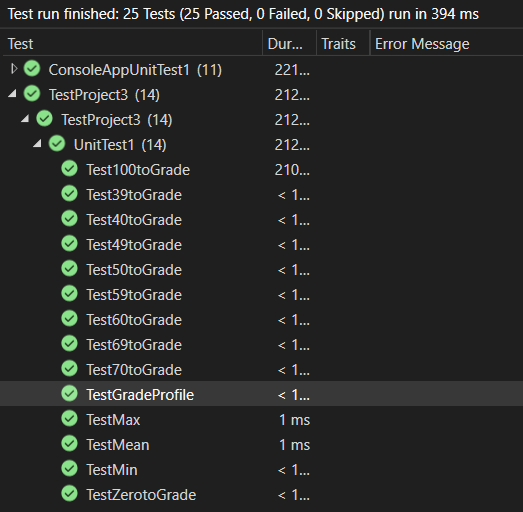 Test run finished: 25 Tests (25 Passed, 0 Failed, 0 Skipped) run in 394 ms
Test Dur... Traits Error Message
ConsoleAppUnitTest1 (11) 221...
TestProject3 (14) 212...
TestProject3 (14) 212...
UnitTest1 (14) 212...
Test100toGrade 210...
Test39toGrade < 1...
Test40toGrade < 1...
Test49toGrade < 1...
Test50toGrade < 1...
Test59toGrade < 1...
Test60toGrade < 1...
Test69toGrade < 1...
Test70toGrade < 1...
TestGradeProfile < 1...
TestMax 1 ms
TestMean 1 ms
TestMin < 1...
TestZerotoGrade < 1...